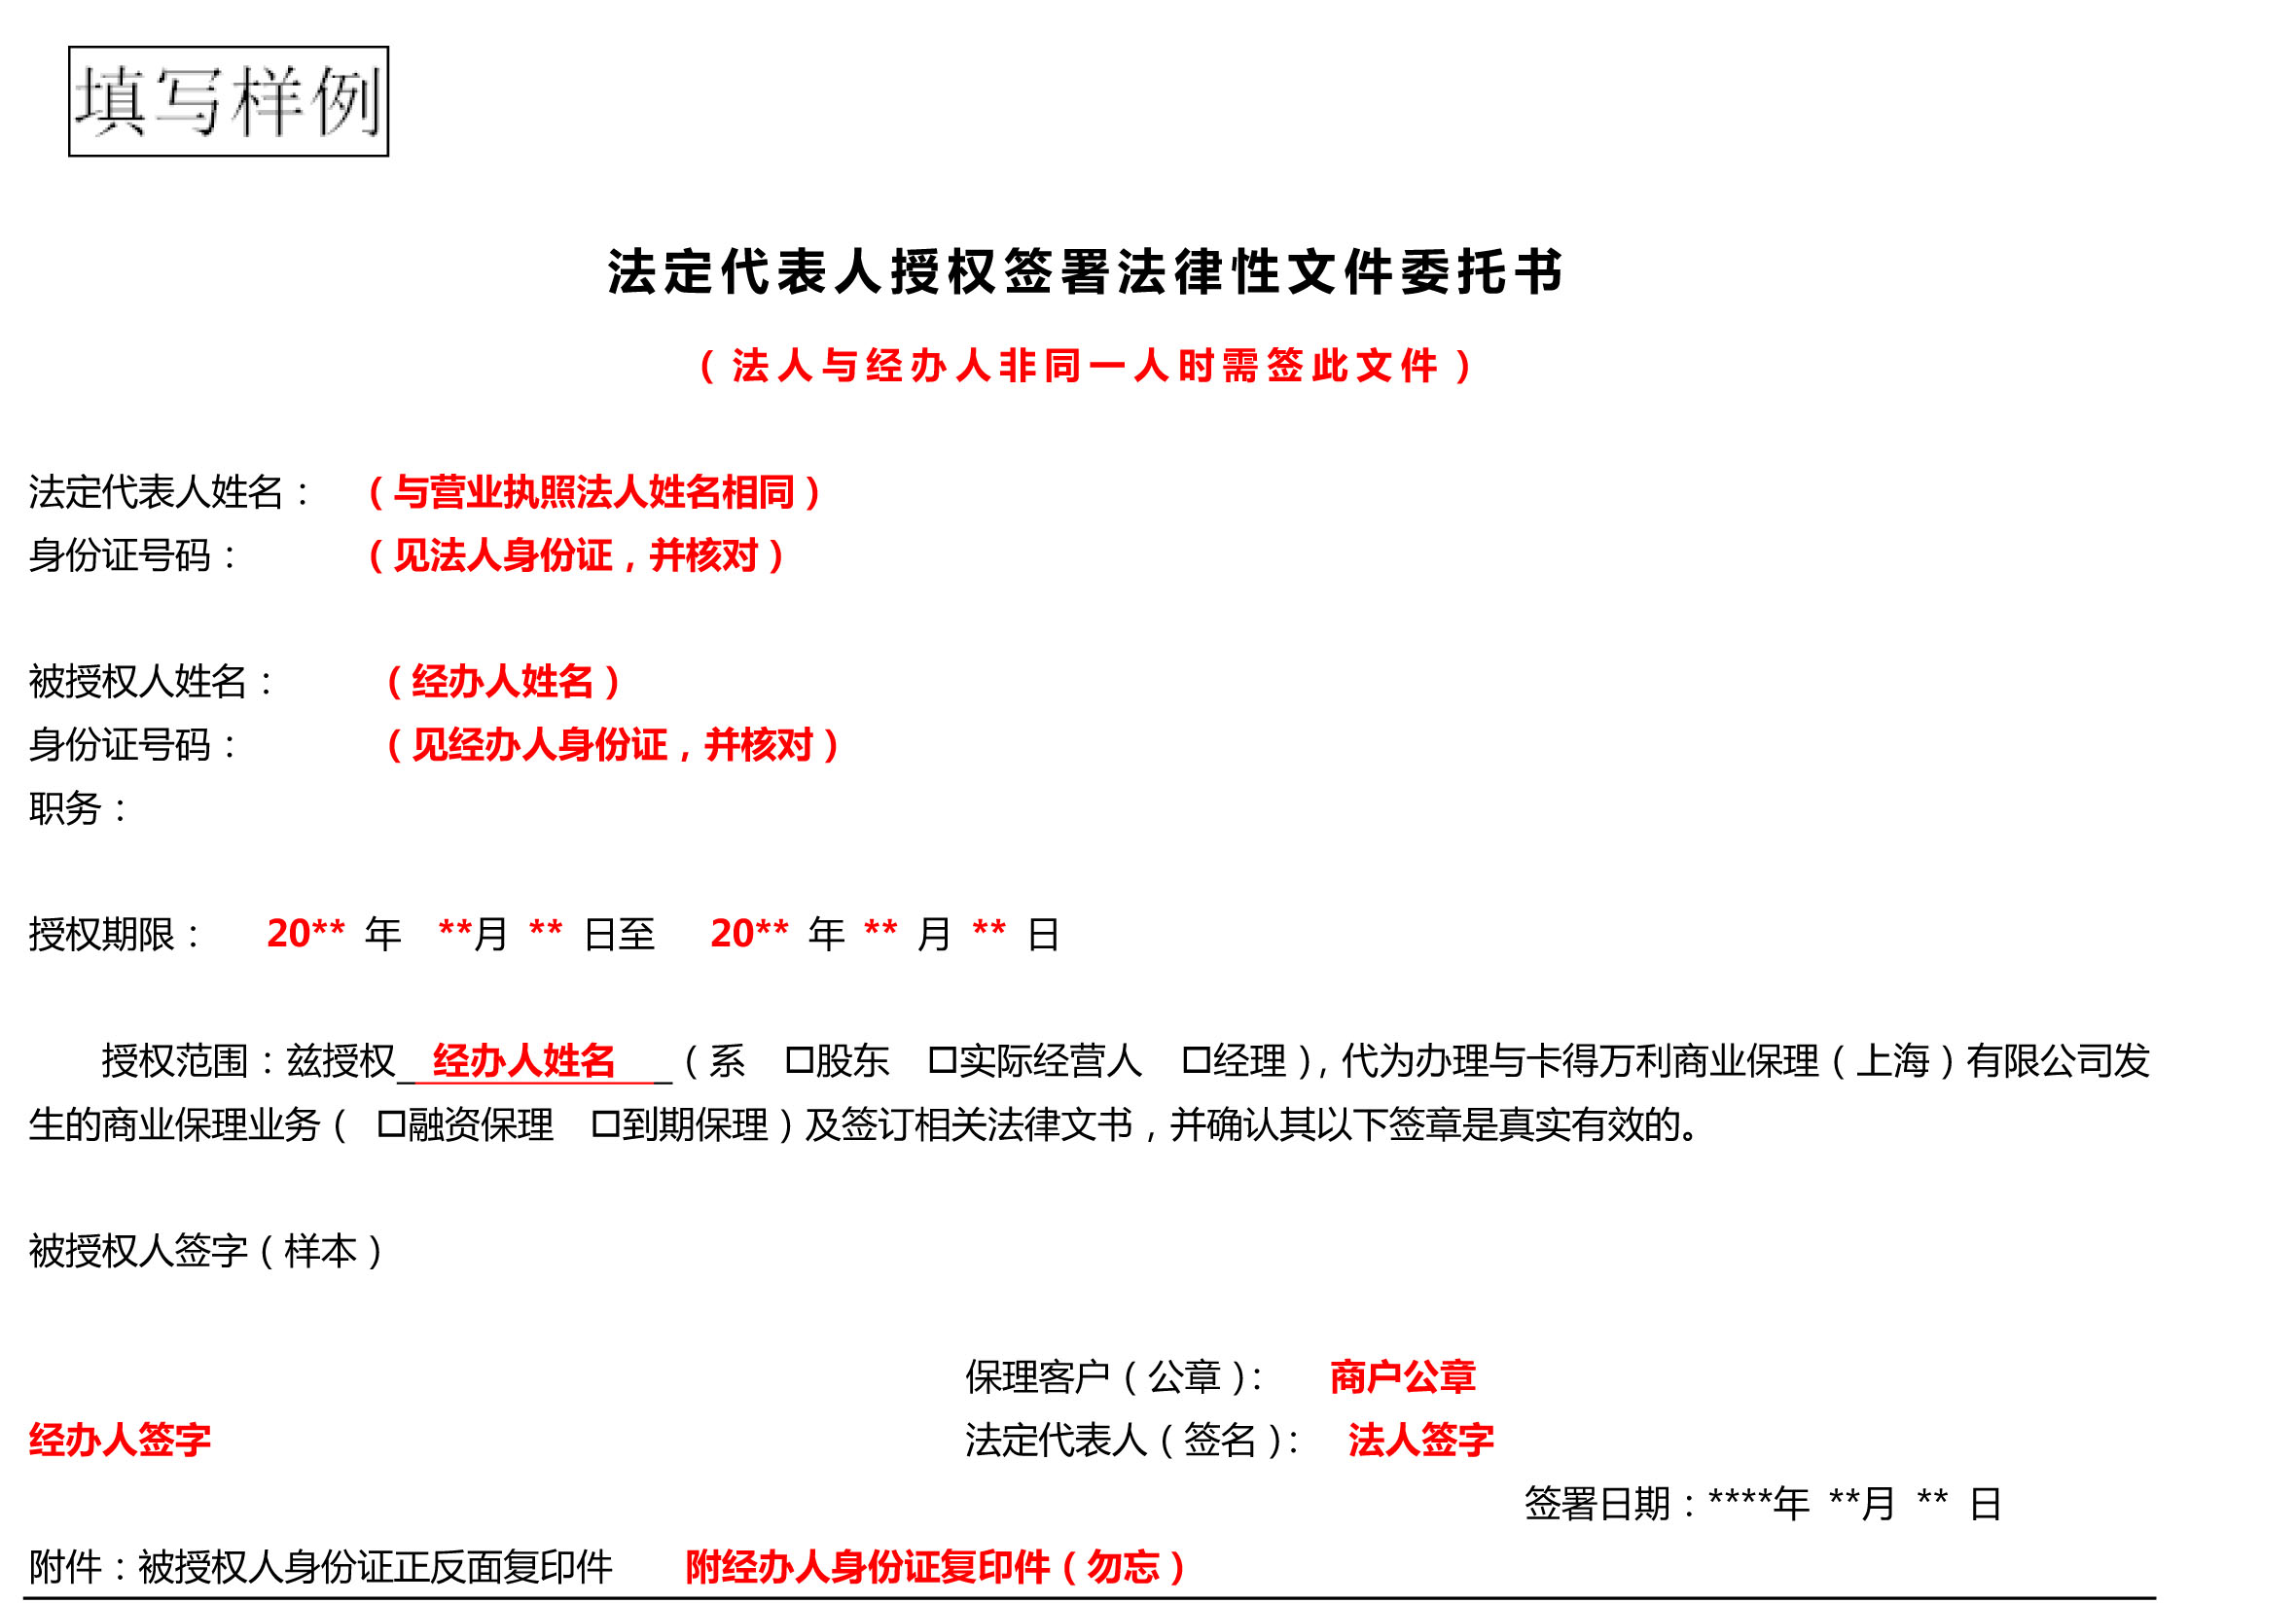 填写样例
法定代表人授权签署法律性文件委托书
（法人与经办人非同一人时需签此文件）
法定代表人姓名： （与营业执照法人姓名相同）
身份证号码： （见法人身份证，并核对）
被授权人姓名： （经办人姓名）
身份证号码： （见经办人身份证，并核对）
职务：
授权期限： 20** 年 **月 ** 日至 20** 年 ** 月 ** 日
授权范围：兹授权 经办人姓名 （系 □股东 □实际经营人 □经理），代为办理与卡得万利商业保理（上海）有限公司发
生的商业保理业务（ □融资保理 □到期保理）及签订相关法律文书，并确认其以下签章是真实有效的。
被授权人签字（样本）
保理客户（公章）： 商户公章
经办人签字 法定代表人（签名）： 法人签字
签署日期：****年 **月 ** 日
附件：被授权人身份证正反面复印件 附经办人身份证复印件（勿忘）